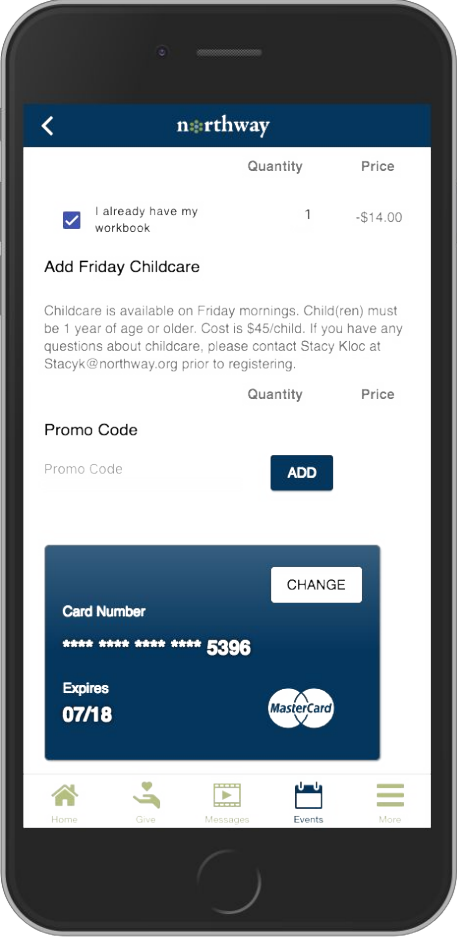 northway
Quantity Price
I already have my 1 -$14.00
workbook
Add Friday Childcare
Childcare is available on Friday mornings. Child(ren) must
be 1 year of age or older. Cost is $45/child. If you have any
questions about childcare, please contact Stacy Kloc at
Stacyk@northway.org prior to registering.
Quantity Price
Promo Code
Promo Code ADD
CHANGE
Card Number
**** **** **** **** 5396
Expires
07/18
MasterCard
Home Give Messages Events More